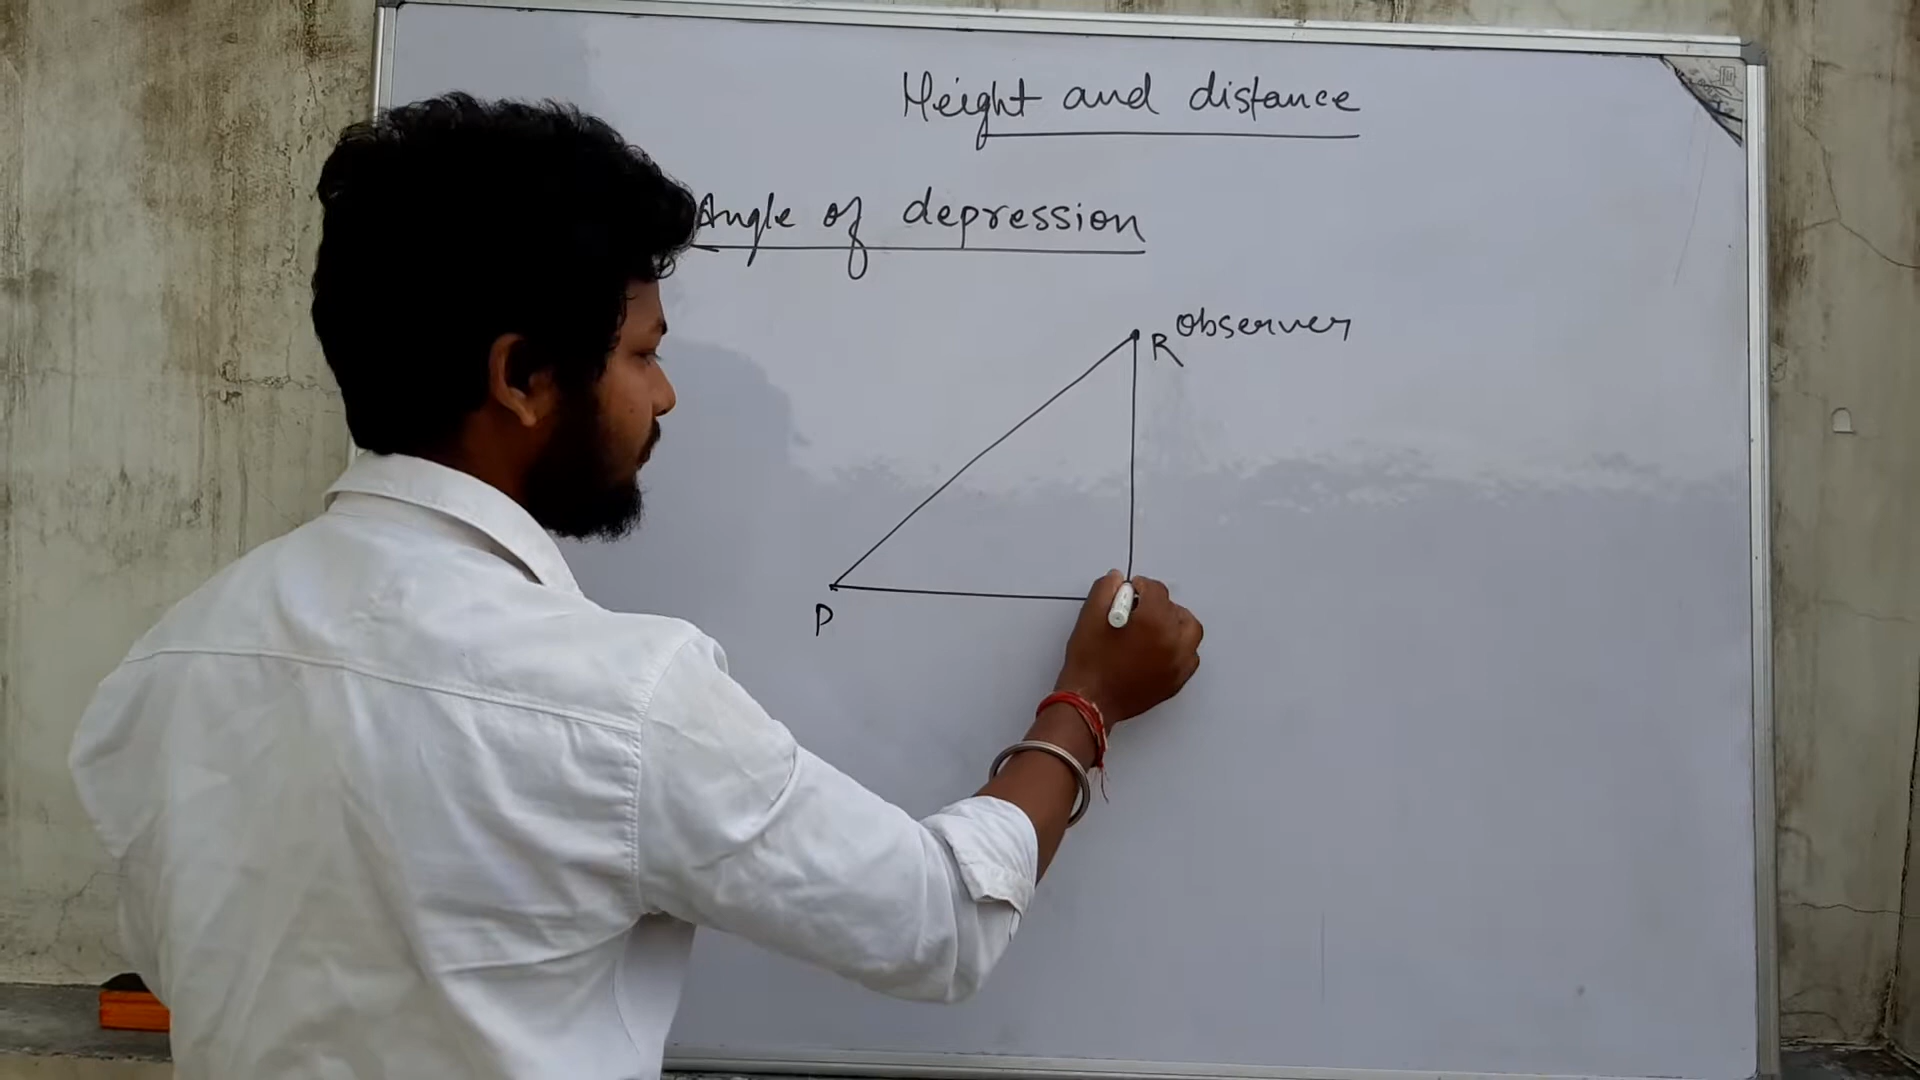 Height and distance
Angle of depression
Observer
R
P